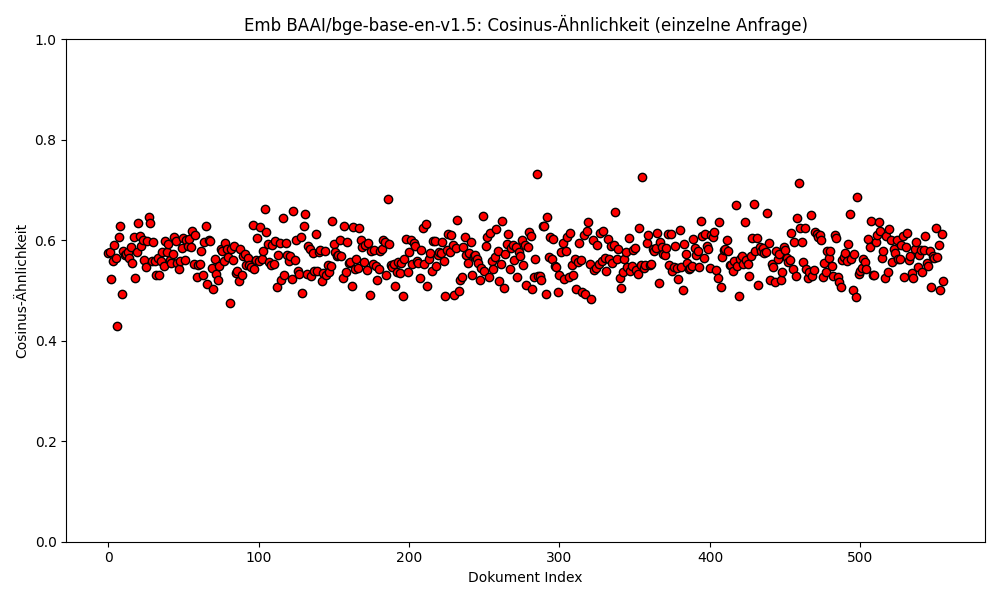 Emb BAAI/bge-base-en-v1.5: Cosinus-Ähnlichkeit (einzelne Anfrage)
1.0
0.8
0.6
0.4
0.2
0.0
Cosinus-Ähnlichkeit
0 100 200 300 400 500
Dokument Index